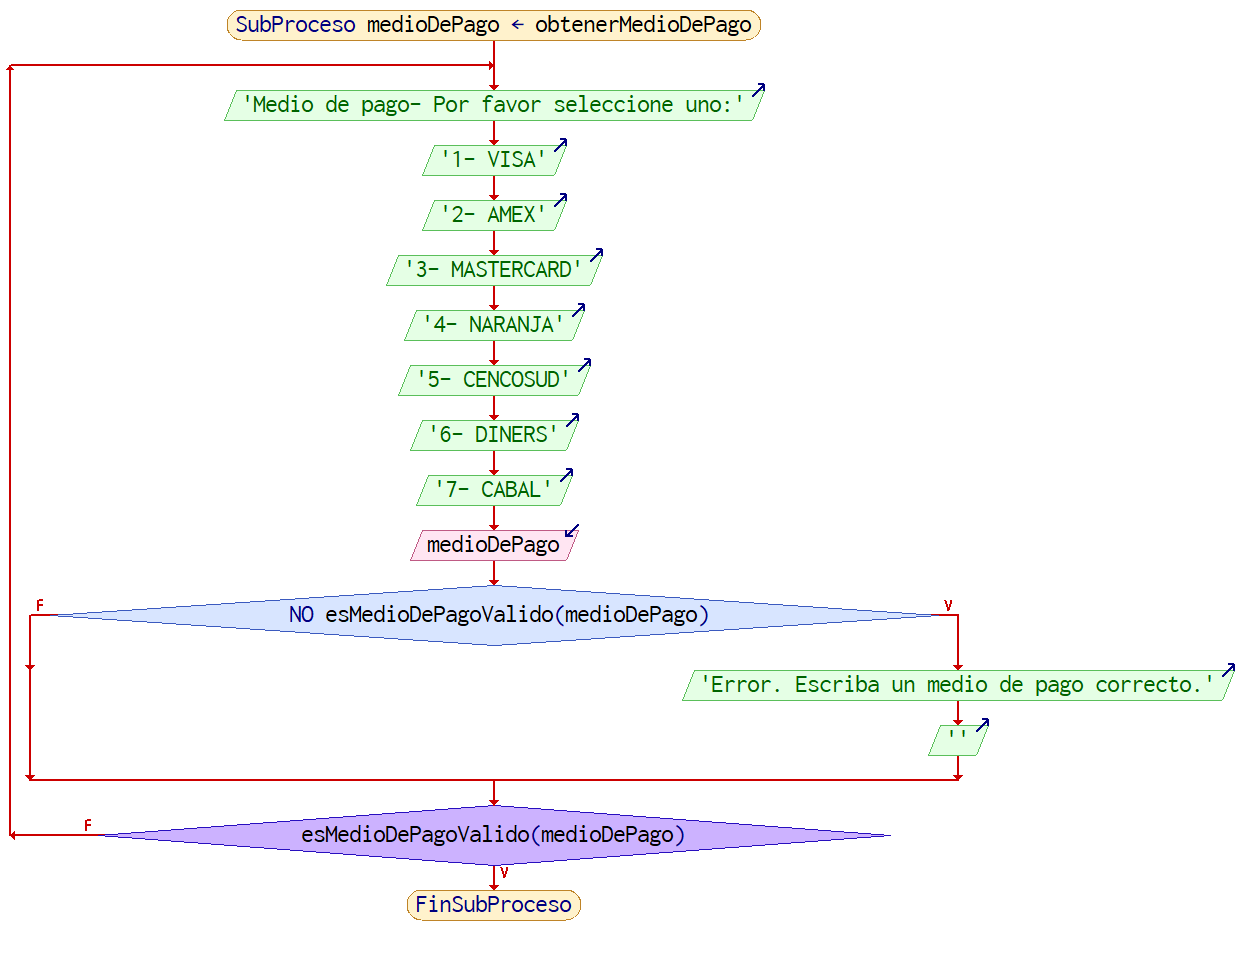 SubProceso medioDePago ← obtenerMedioDePago
'Medio de pago- Por favor seleccione uno:'
'1- VISA'
'2- AMEX'
'3- MASTERCARD'
'4- NARANJA'
'5- CENCOSUD'
'6- DINERS'
'7- CABAL'
medioDePago
F
NO esMedioDePagoValido(medioDePago)
V
'Error. Escriba un medio de pago correcto.'
''
F
esMedioDePagoValido(medioDePago)
V
FinSubProceso